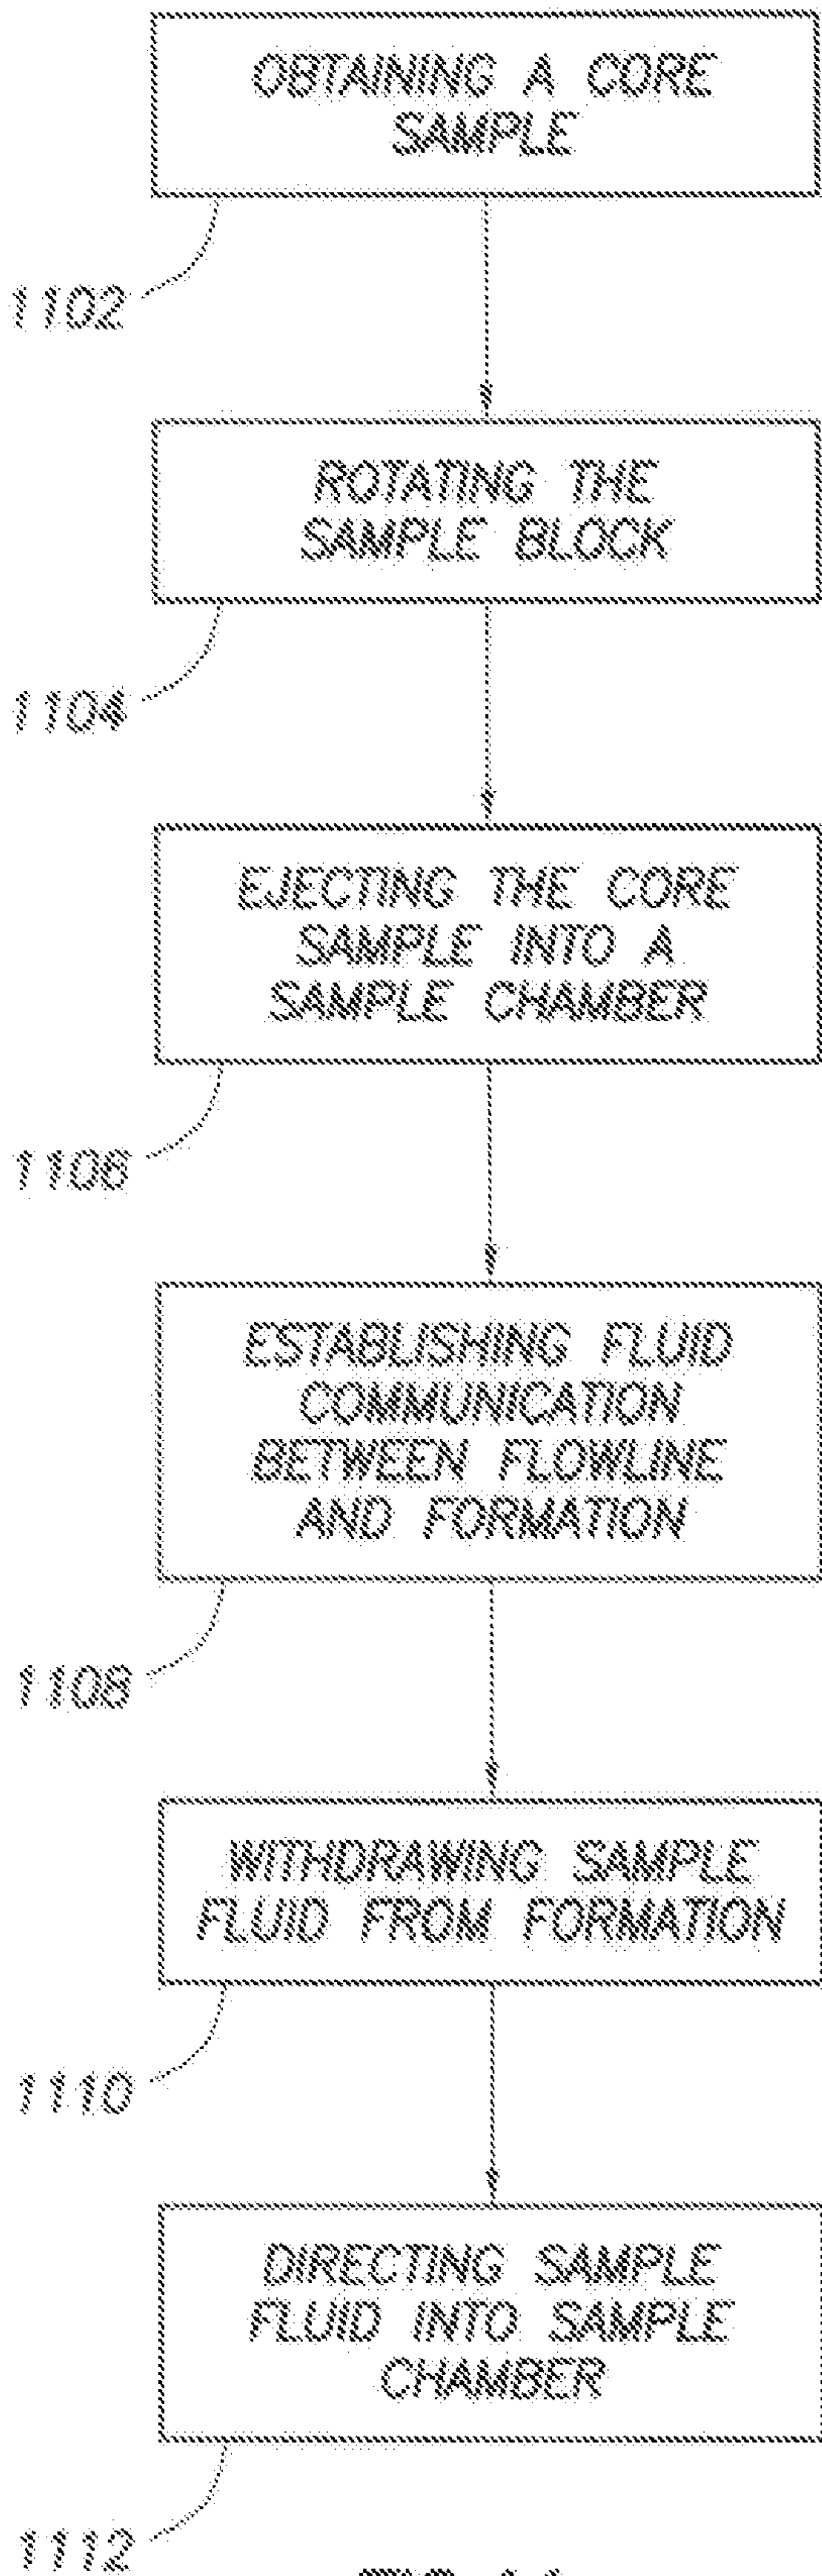 OBTAINING A CORE
SAMPLE
1102
ROTATING THE
SAMPLE BLOCK
1104
EJECTING THE CORE
SAMPLE INTO A
SAMPLE CHAMBER
1106
ESTABLISHING FLUID
COMMUNICATION
BETWEEN FLOWLINE
AND FORMATION
1108
WITHDRAWING SAMPLE
FLUID FROM FORMATION
1110
DIRECTING SAMPLE
FLUID INTO SAMPLE
CHAMBER
1112